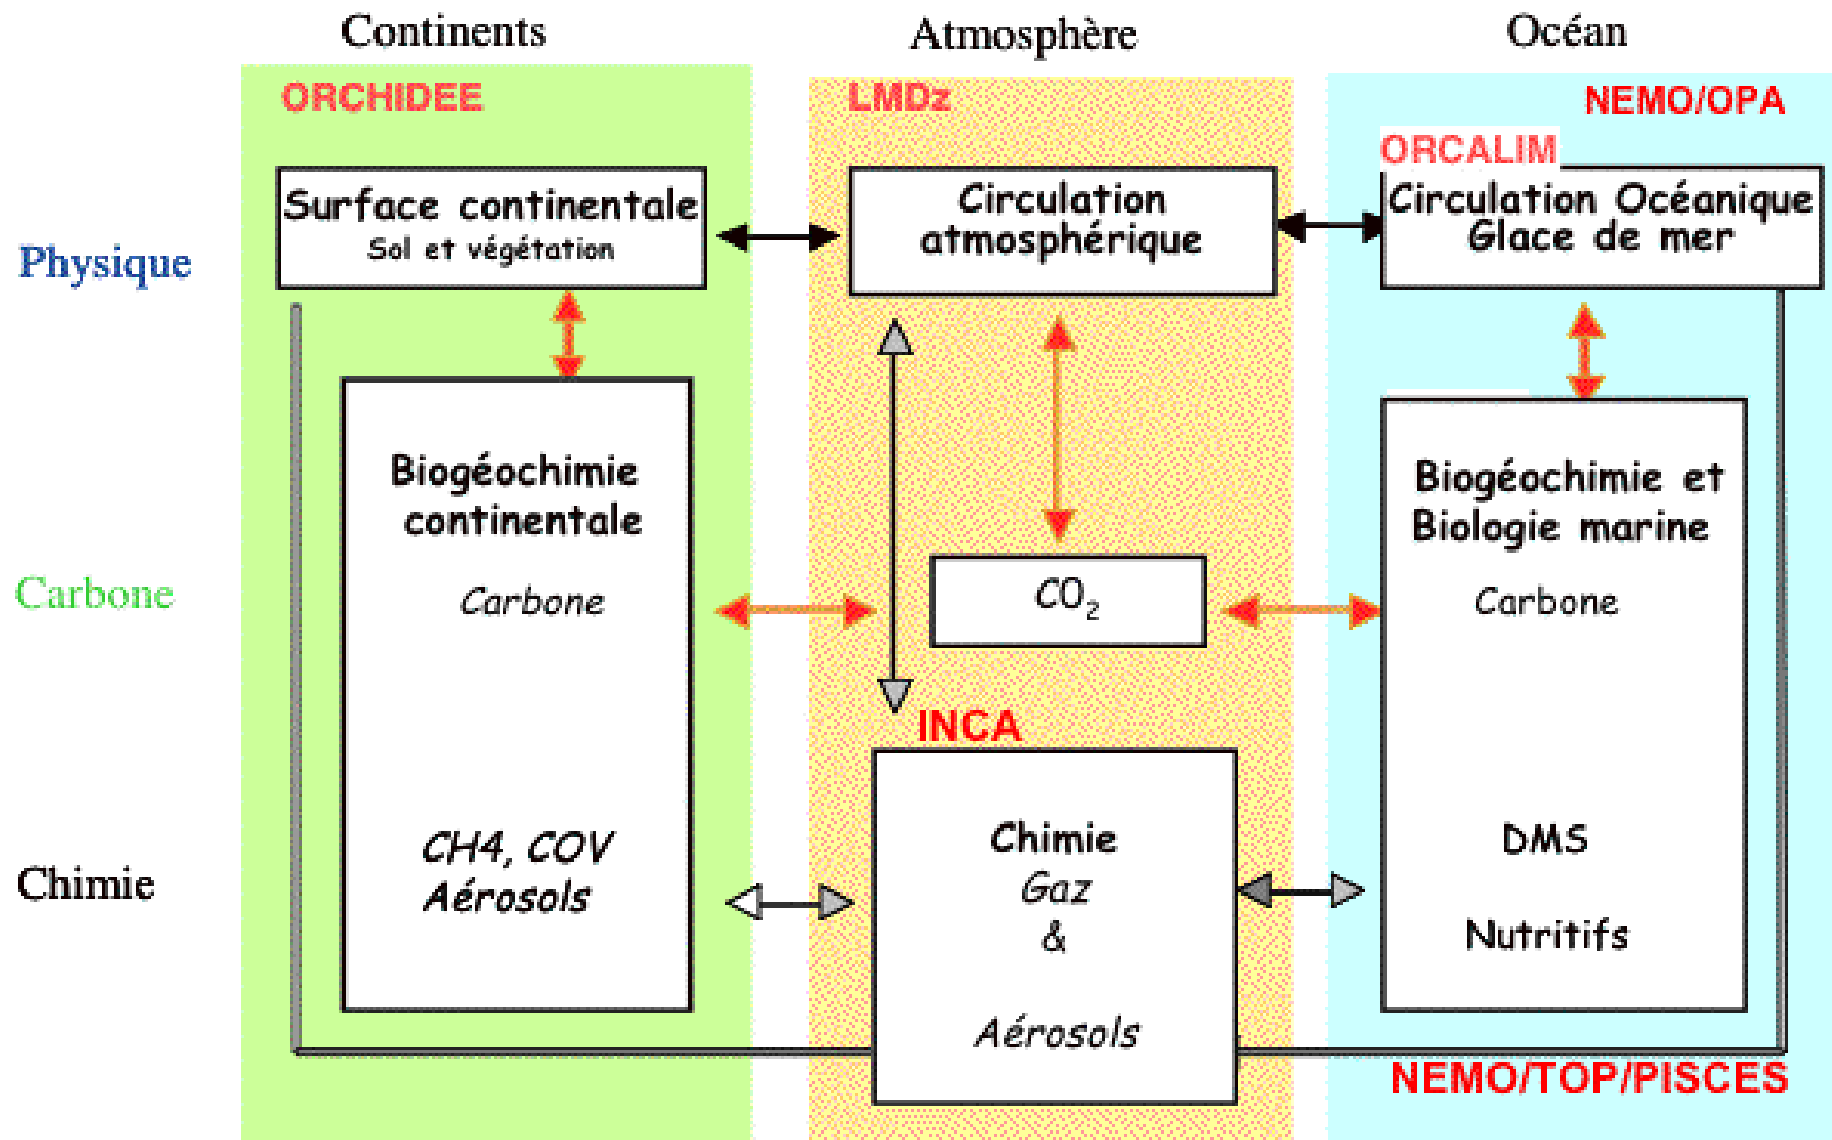 Continents
Atmosphère
Océan
ORCHIDEE
LMDz
NEMO/OPA
ORCALIM
Physique
Surface continentale
Sol et végétation
Circulation
atmosphérique
Circulation Océanique
Glace de mer
Carbone
Biogéochimie
continentale
Carbone
CO₂
Biogéochimie et
Biologie marine
Carbone
INCA
Chimie
CH4, COV
Aérosols
Chimie
Gaz
&
Aérosols
DMS
Nutritifs
NEMO/TOP/PISCES